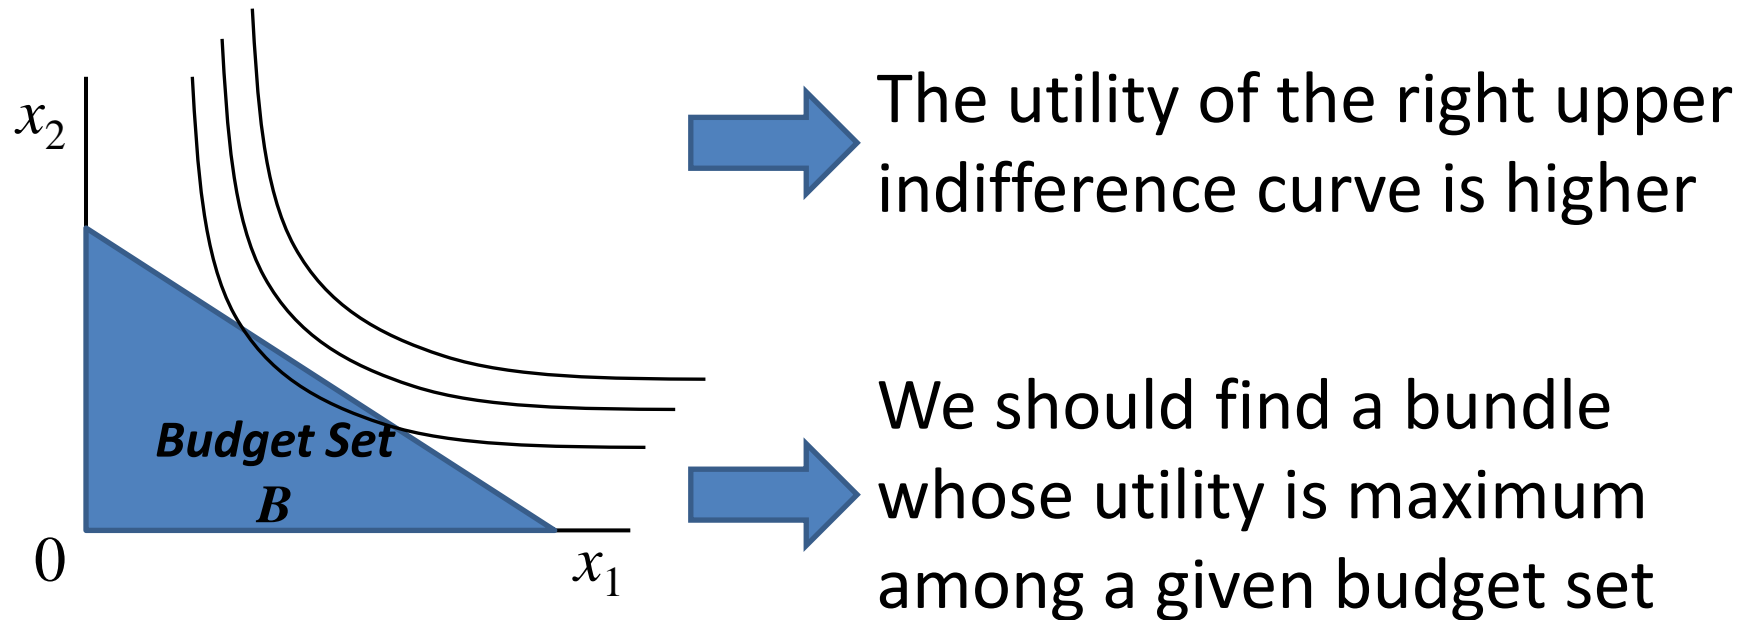 x₂
Budget Set
B
0
x₁
The utility of the right upper
indifference curve is higher
We should find a bundle
whose utility is maximum
among a given budget set